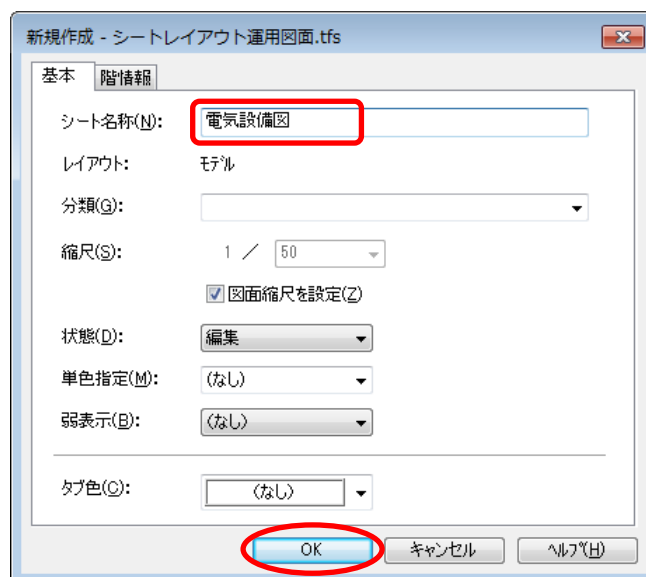 新規作成 - シートレイアウト運用図面.tfs
基本 階情報
シート名称(N): 電気設備図
レイアウト: モデル
分類(G):
縮尺(S): 1 ／ 50
図面縮尺を設定(Z)
状態(D): 編集
単色指定(M): (なし)
弱表示(B): (なし)
タブ色(C): (なし)
OK キャンセル ヘルプ(H)